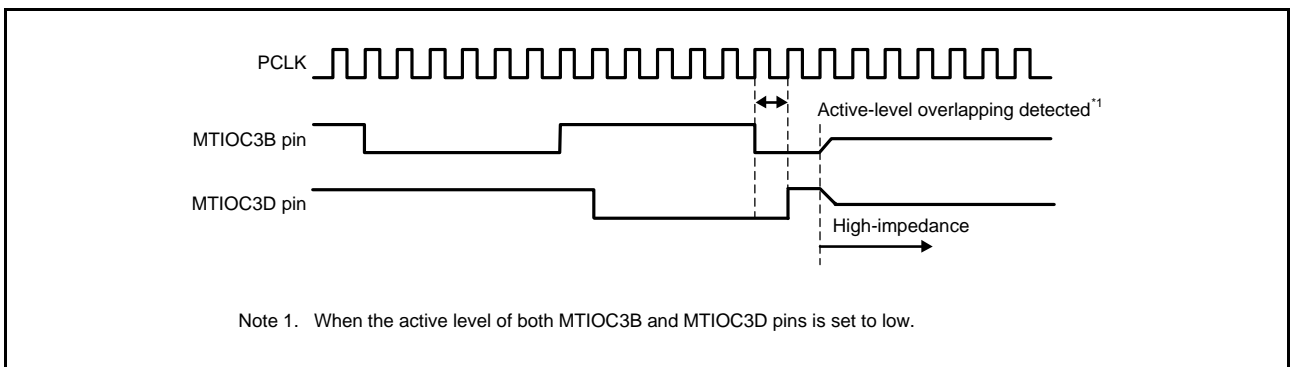 PCLK
Active-level overlapping detected*1
MTIOC3B pin
MTIOC3D pin
High-impedance
Note 1. When the active level of both MTIOC3B and MTIOC3D pins is set to low.